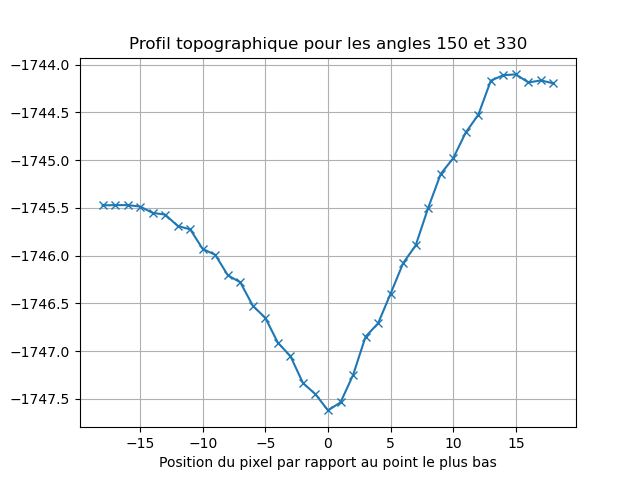 Profil topographique pour les angles 150 et 330
−1744.0
−1744.5
−1745.0
−1745.5
−1746.0
−1746.5
−1747.0
−1747.5
−15 −10 −5 0 5 10 15
Position du pixel par rapport au point le plus bas